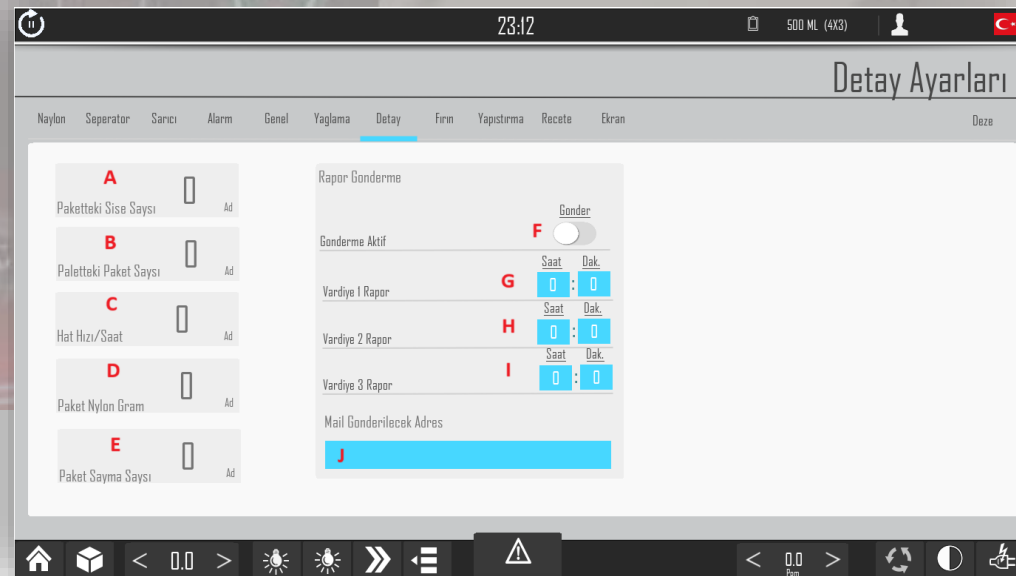 23:12 500 ML (4X3)
Detay Ayarları
Naylon Seperator Sarıcı Alarm Genel Yaglama Detay Fırın Yapıstırma Recete Ekran Deze
A 0
Paketteki Sise Saysı Ad
B 0
Paletteki Paket Saysı Ad
C 0
Hat Hızı/Saat Ad
D 0
Paket Nylon Gram Ad
E 0
Paket Sayma Saysı Ad
Rapor Gonderme
Gonder
F
Gonderme Aktif
Saat Dak.
G 0 : 0
Vardiye 1 Rapor
Saat Dak.
H 0 : 0
Vardiye 2 Rapor
Saat Dak.
I 0 : 0
Vardiye 3 Rapor
Mail Gonderilecek Adres
J
< 0.0 > < 0.0 >
Pam